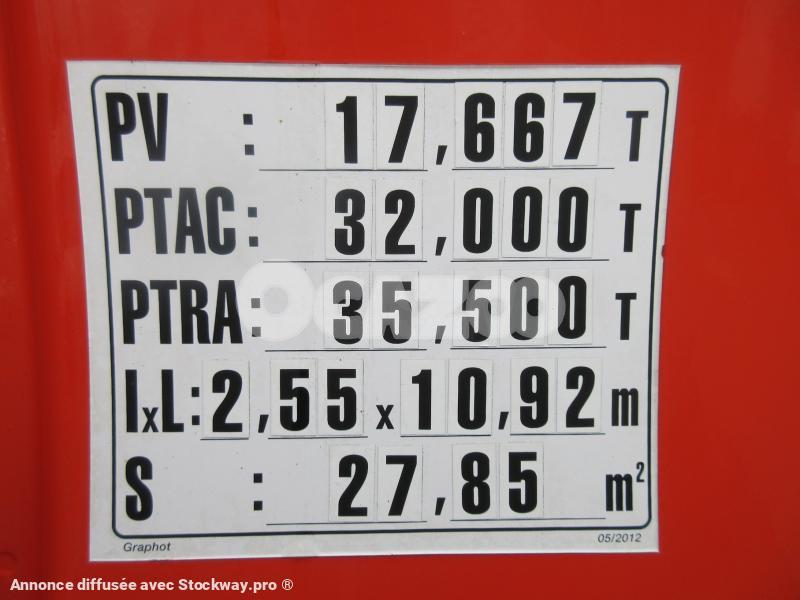 PV : 17,667 T
PTAC : 32,000 T
PTRA : 35,500 T
lxL : 2,55 x 10,92 m
S : 27,85 m²
Graphot 05/2012
Annonce diffusée avec Stockway.pro ®